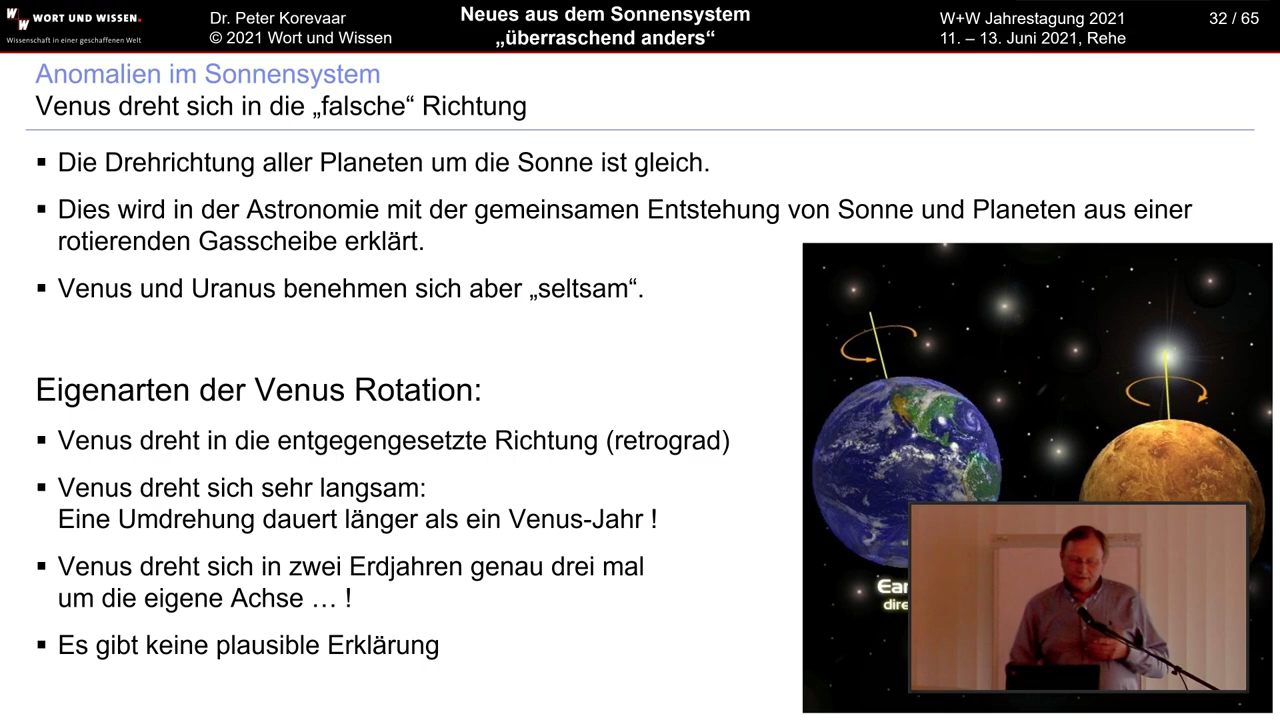 WORT UND WISSEN.
Wissenschaft in einer geschaffenen Welt
Dr. Peter Korevaar
© 2021 Wort und Wissen
Neues aus dem Sonnensystem
„überraschend anders“
W+W Jahrestagung 2021
11. – 13. Juni 2021, Rehe
32 / 65
Anomalien im Sonnensystem
Venus dreht sich in die „falsche“ Richtung
▪ Die Drehrichtung aller Planeten um die Sonne ist gleich.
▪ Dies wird in der Astronomie mit der gemeinsamen Entstehung von Sonne und Planeten aus einer
rotierenden Gasscheibe erklärt.
▪ Venus und Uranus benehmen sich aber „seltsam“.
Eigenarten der Venus Rotation:
▪ Venus dreht in die entgegengesetzte Richtung (retrograd)
▪ Venus dreht sich sehr langsam:
Eine Umdrehung dauert länger als ein Venus-Jahr !
▪ Venus dreht sich in zwei Erdjahren genau drei mal
um die eigene Achse … !
▪ Es gibt keine plausible Erklärung
Ear
dire